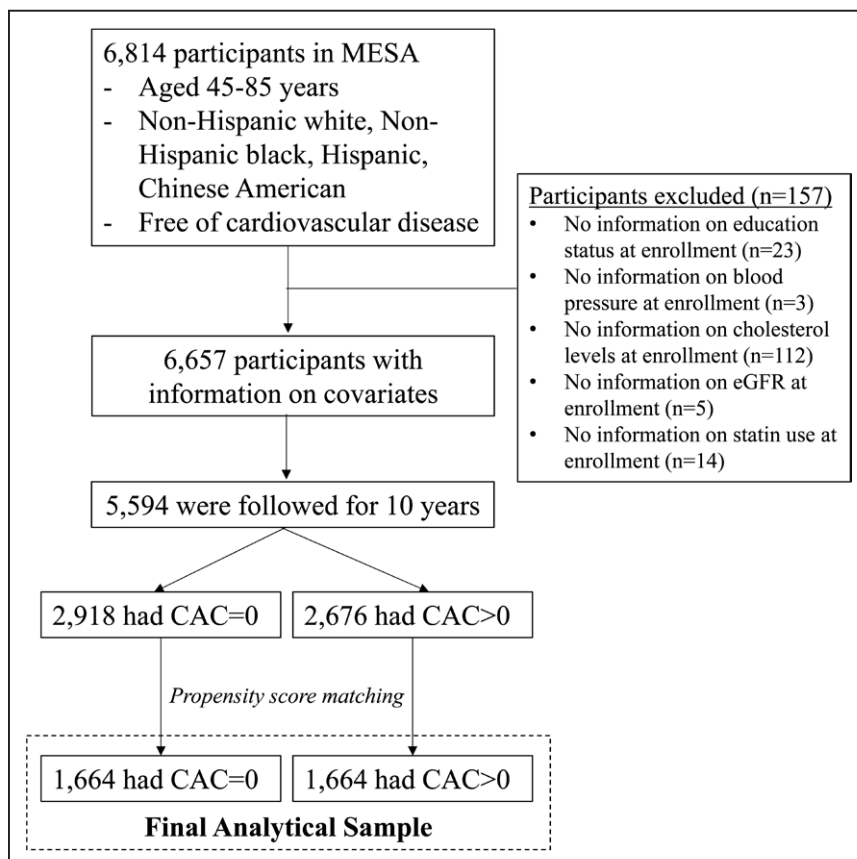 6,814 participants in MESA
- Aged 45-85 years
- Non-Hispanic white, Non-
Hispanic black, Hispanic,
Chinese American
- Free of cardiovascular disease
Participants excluded (n=157)
• No information on education
status at enrollment (n=23)
• No information on blood
pressure at enrollment (n=3)
• No information on cholesterol
levels at enrollment (n=112)
• No information on eGFR at
enrollment (n=5)
• No information on statin use at
enrollment (n=14)
6,657 participants with
information on covariates
5,594 were followed for 10 years
2,918 had CAC=0
2,676 had CAC>0
Propensity score matching
1,664 had CAC=0
1,664 had CAC>0
Final Analytical Sample